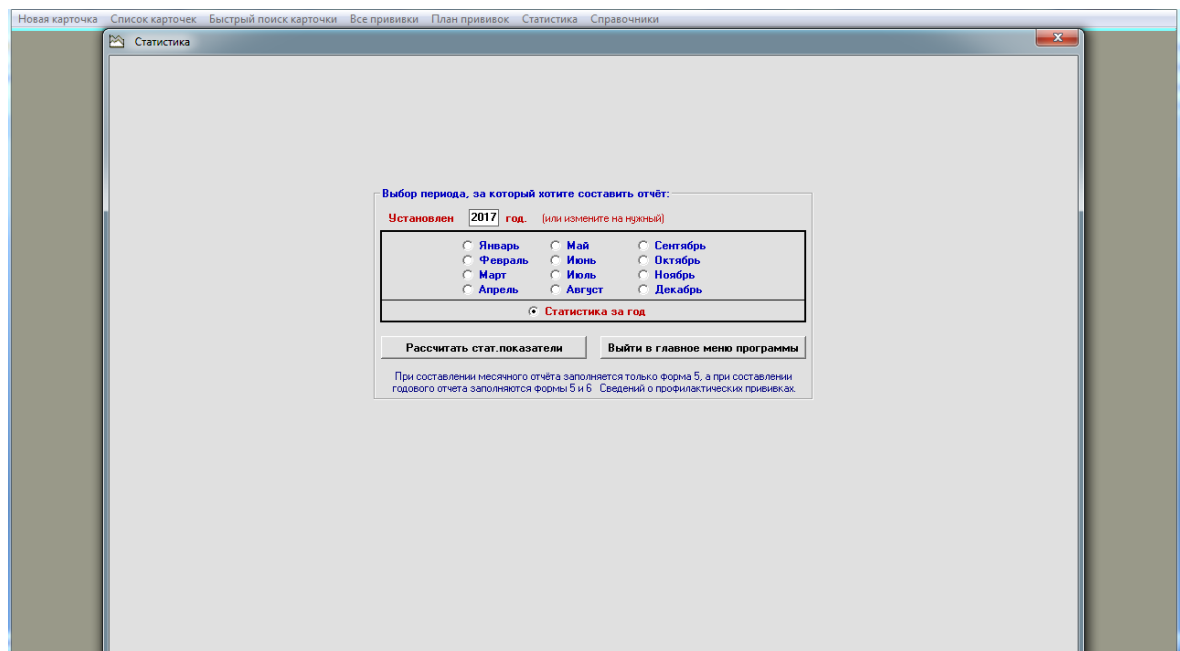 Новая карточка Список карточек Быстрый поиск карточки Все прививки План прививок Статистика Справочники
Статистика
Выбор периода, за который хотите составить отчёт:
Установлен 2017 год. (или измените на нужный)
Январь Май Сентябрь
Февраль Июнь Октябрь
Март Июль Ноябрь
Апрель Август Декабрь
Статистика за год
Рассчитать стат.показатели Выйти в главное меню программы
При составлении месячного отчёта заполняется только форма 5, а при составлении
годового отчета заполняются формы 5 и 6 Сведений о профилактических прививках.